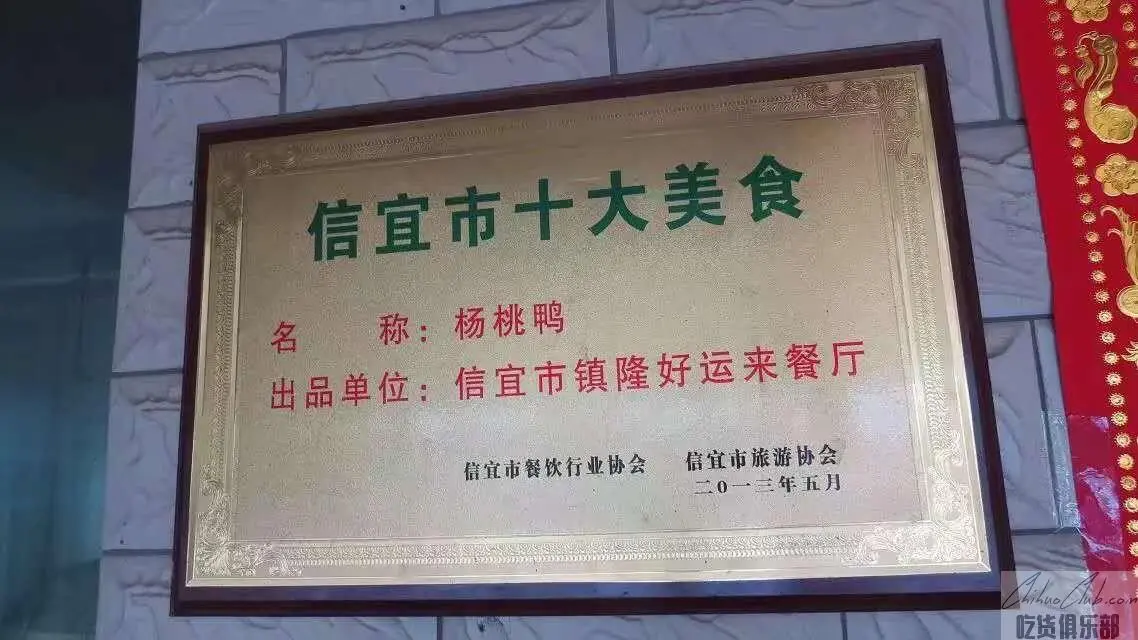 信宜市十大美食
名 称：杨桃鸭
出品单位：信宜市镇隆好运来餐厅
信宜市餐饮行业协会 信宜市旅游协会
二0一三年五月
ChihuoClub.com
吃货俱乐部